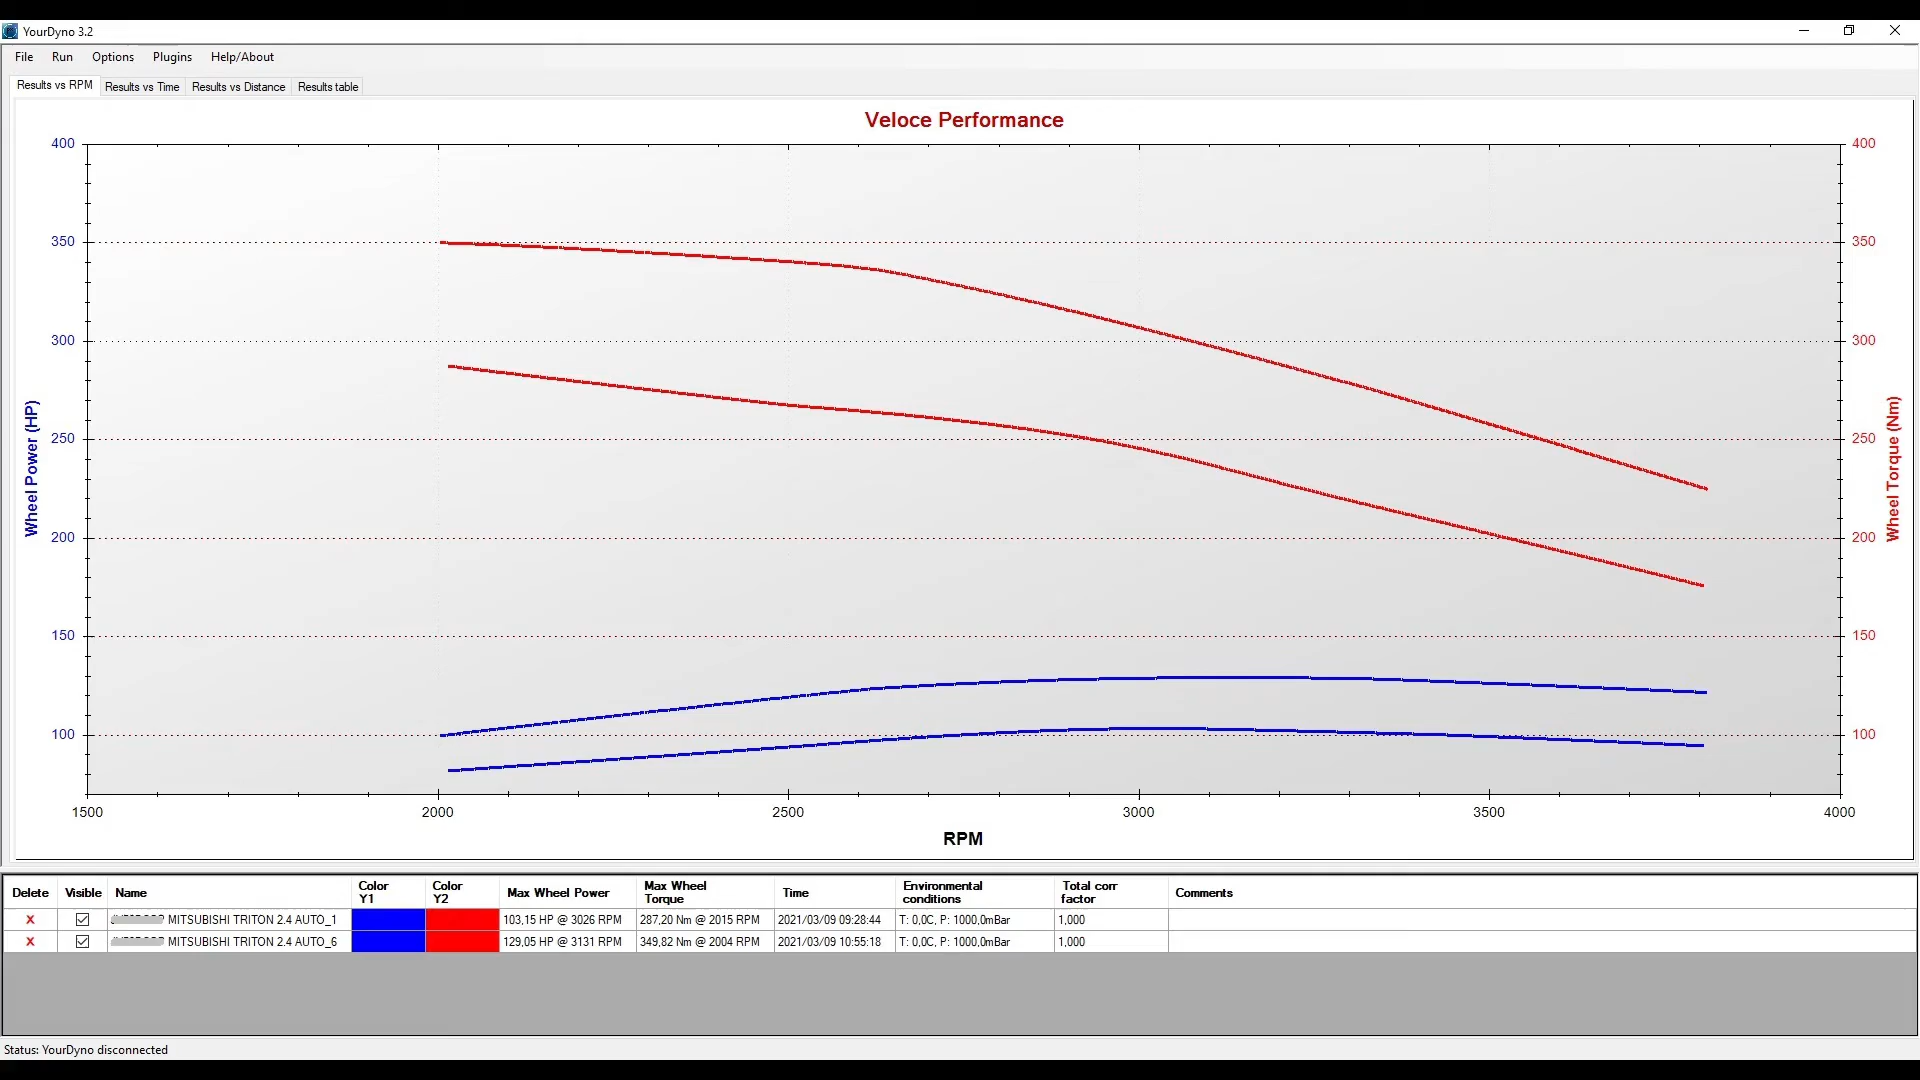 YourDyno 3.2
File Run Options Plugins Help/About
Results vs RPM Results vs Time Results vs Distance Results table
Veloce Performance
400 400
350 350
300 300
250 250
200 200
150 150
100 100
Wheel Power (HP)
Wheel Torque (Nm)
1500 2000 2500 3000 3500 4000
RPM
Delete Visible Name Color Y1 Color Y2 Max Wheel Power Max Wheel Torque Time Environmental conditions Total corr factor Comments
X MITSUBISHI TRITON 2.4 AUTO_1 103,15 HP @ 3026 RPM 287,20 Nm @ 2015 RPM 2021/03/09 09:28:44 T: 0,0C, P: 1000,0mBar 1,000
X MITSUBISHI TRITON 2.4 AUTO_6 129,05 HP @ 3131 RPM 349,82 Nm @ 2004 RPM 2021/03/09 10:55:18 T: 0,0C, P: 1000,0mBar 1,000
Status: YourDyno disconnected